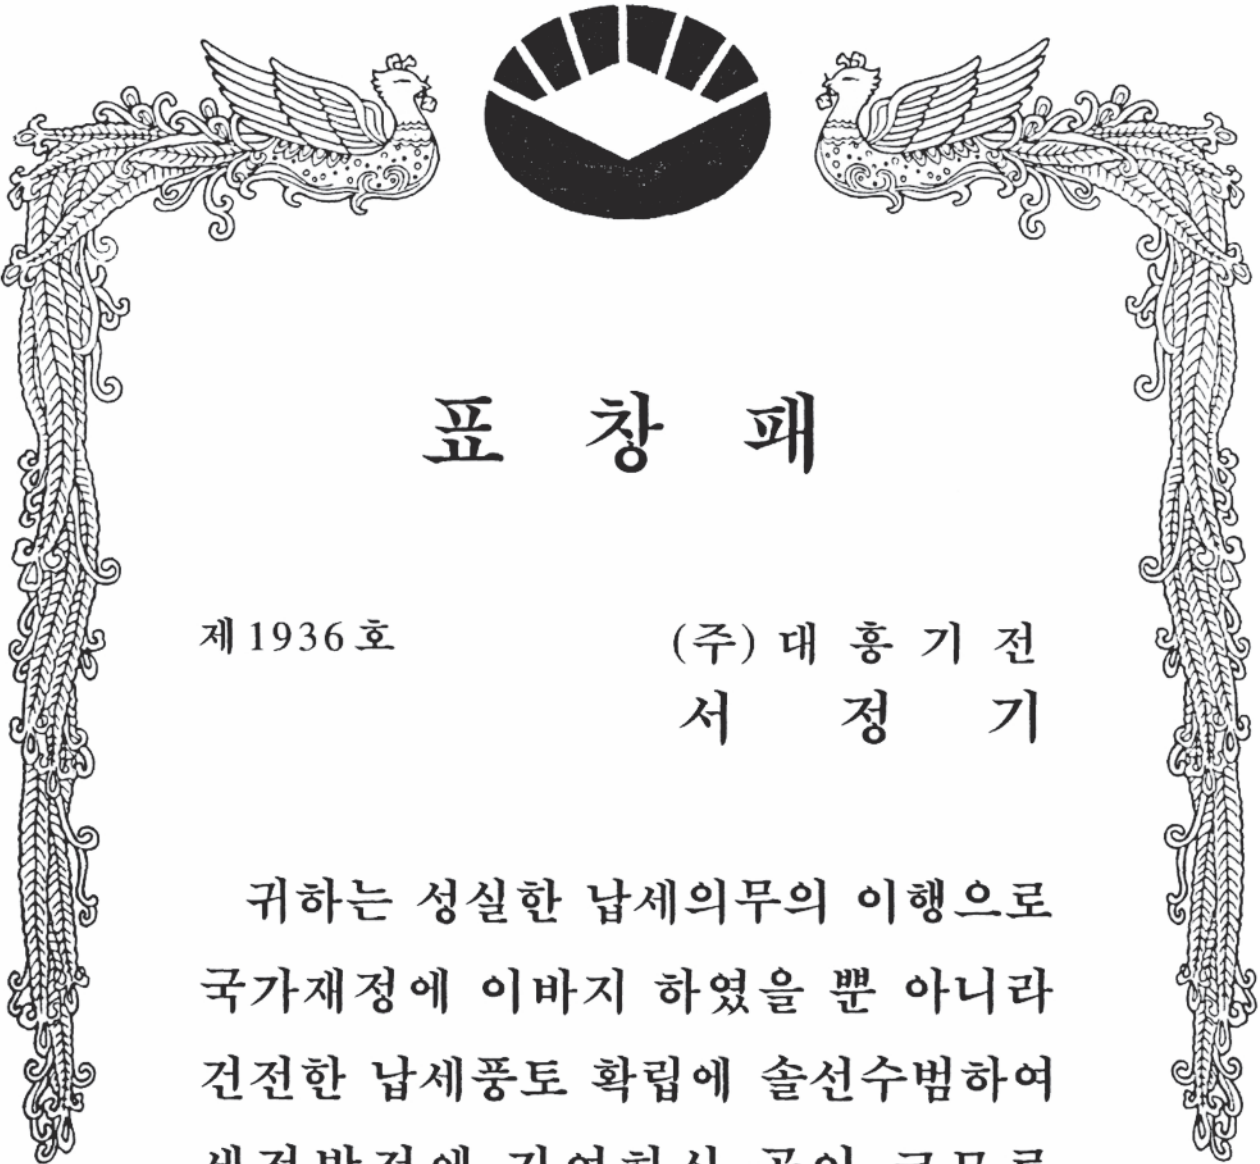 표 창 패
제1936호
(주) 대 흥 기 전
서 정 기
귀하는 성실한 납세의무의 이행으로
국가재정에 이바지 하였을 뿐 아니라
건전한 납세풍토 확립에 솔선수범하여